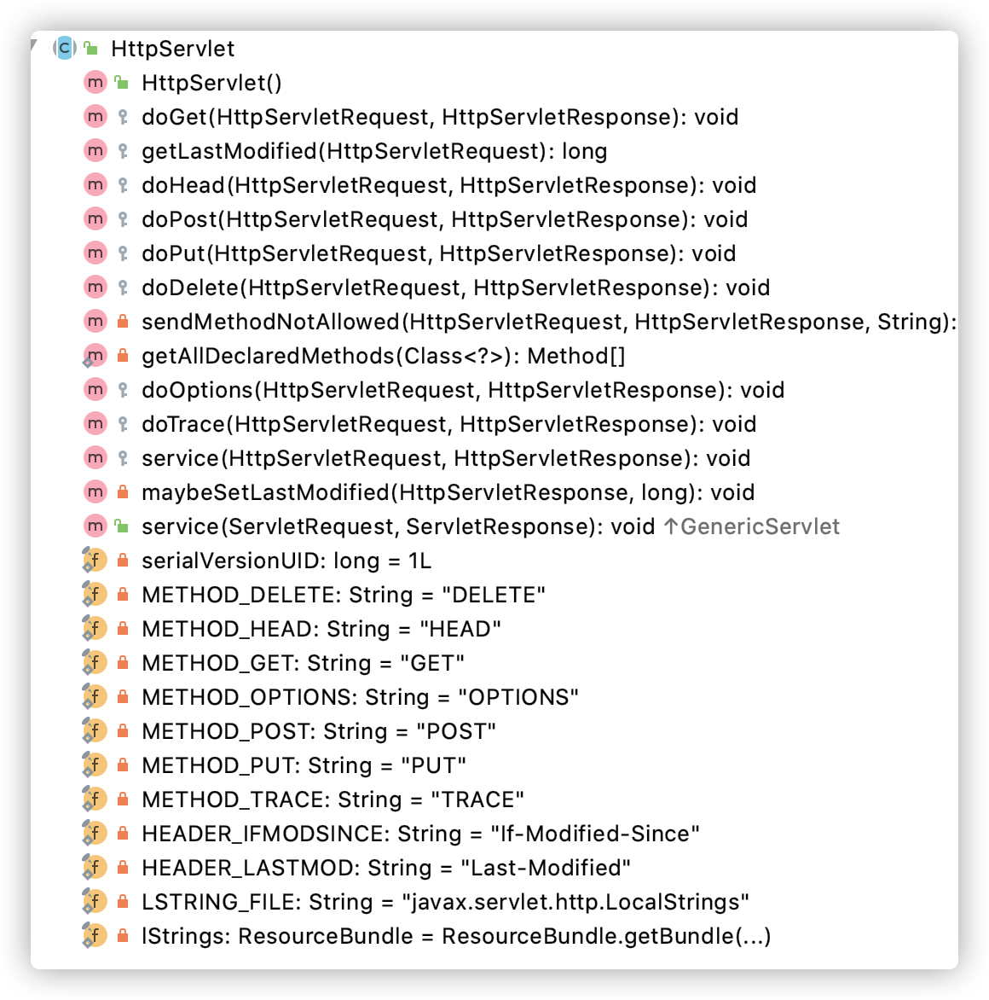 HttpServlet
HttpServlet()
doGet(HttpServletRequest, HttpServletResponse): void
getLastModified(HttpServletRequest): long
doHead(HttpServletRequest, HttpServletResponse): void
doPost(HttpServletRequest, HttpServletResponse): void
doPut(HttpServletRequest, HttpServletResponse): void
doDelete(HttpServletRequest, HttpServletResponse): void
sendMethodNotAllowed(HttpServletRequest, HttpServletResponse, String):
getAllDeclaredMethods(Class<?>): Method[]
doOptions(HttpServletRequest, HttpServletResponse): void
doTrace(HttpServletRequest, HttpServletResponse): void
service(HttpServletRequest, HttpServletResponse): void
maybeSetLastModified(HttpServletResponse, long): void
service(ServletRequest, ServletResponse): void ↑GenericServlet
serialVersionUID: long = 1L
METHOD_DELETE: String = "DELETE"
METHOD_HEAD: String = "HEAD"
METHOD_GET: String = "GET"
METHOD_OPTIONS: String = "OPTIONS"
METHOD_POST: String = "POST"
METHOD_PUT: String = "PUT"
METHOD_TRACE: String = "TRACE"
HEADER_IFMODSINCE: String = "If-Modified-Since"
HEADER_LASTMOD: String = "Last-Modified"
LSTRING_FILE: String = "javax.servlet.http.LocalStrings"
lStrings: ResourceBundle = ResourceBundle.getBundle(...)